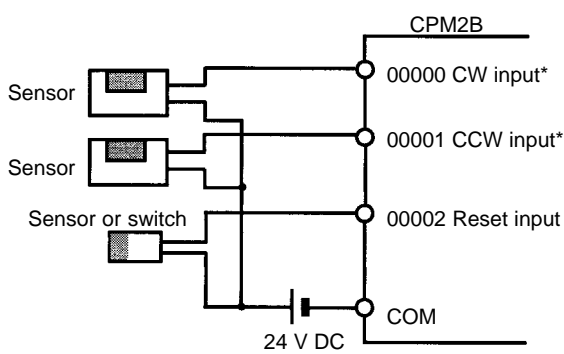 CPM2B
00000 CW input*
Sensor
00001 CCW input*
Sensor
Sensor or switch
00002 Reset input
COM
24 V DC